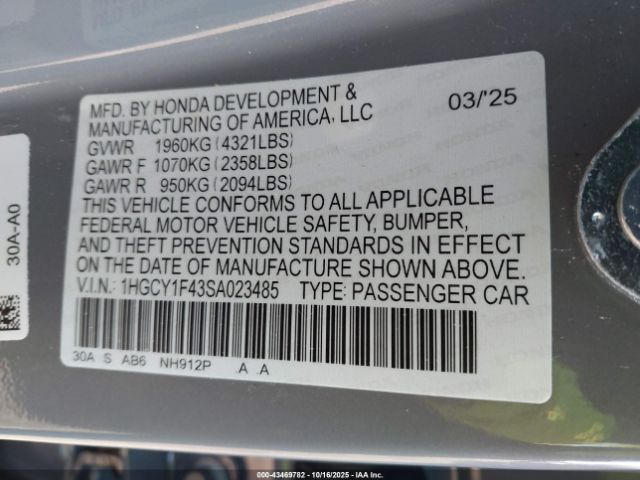 MFD. BY HONDA DEVELOPMENT & 03/'25
MANUFACTURING OF AMERICA, LLC
GVWR 1960KG (4321LBS)
GAWR F 1070KG (2358LBS)
GAWR R 950KG (2094LBS)
THIS VEHICLE CONFORMS TO ALL APPLICABLE
FEDERAL MOTOR VEHICLE SAFETY, BUMPER,
AND THEFT PREVENTION STANDARDS IN EFFECT
ON THE DATE OF MANUFACTURE SHOWN ABOVE.
V.I.N.: 1HGCY1F43SA023485 TYPE: PASSENGER CAR
30A S AB6 NH912P .A .A
30A-A0
000-43469782 - 10/16/2025 - IAA Inc.